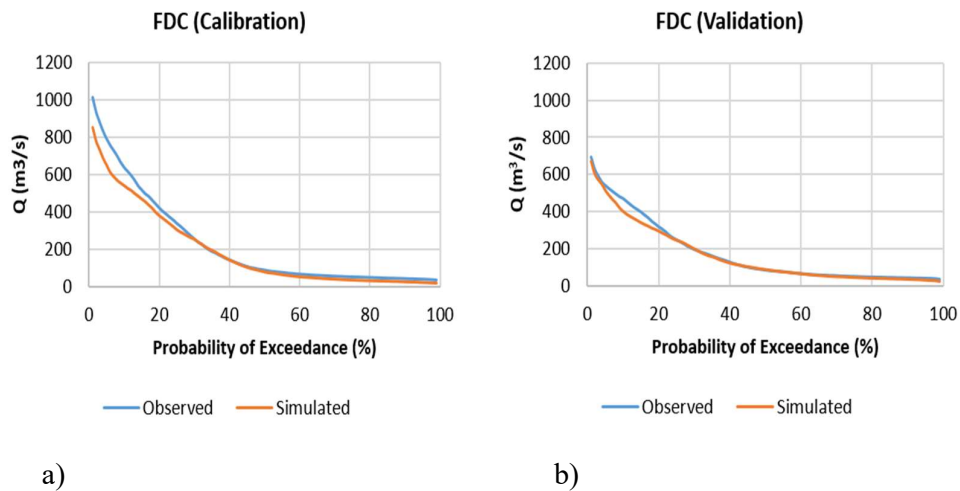 FDC (Calibration)
1200
1000
800
600
400
200
0
Q (m3/s)
0 20 40 60 80 100
Probability of Exceedance (%)
Observed Simulated
a)
FDC (Validation)
1200
1000
800
600
400
200
0
Q (m³/s)
0 20 40 60 80 100
Probability of Exceedance (%)
Observed Simulated
b)